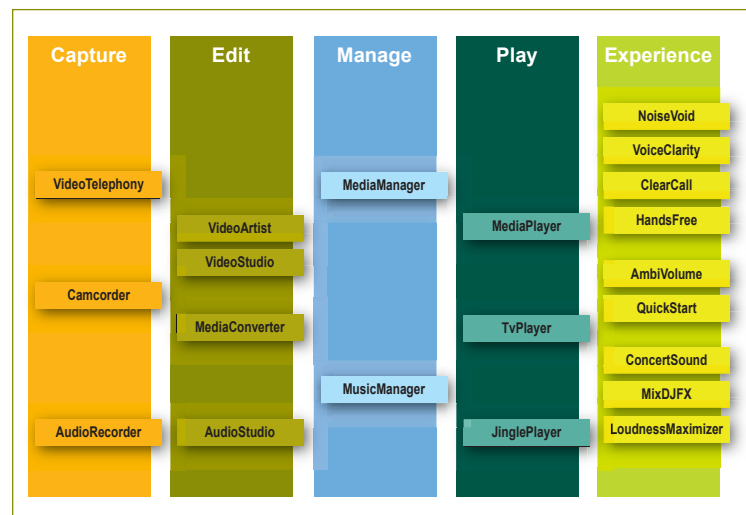 Capture
VideoTelephony
Camcorder
AudioRecorder
Edit
VideoArtist
VideoStudio
MediaConverter
AudioStudio
Manage
MediaManager
MusicManager
Play
MediaPlayer
TvPlayer
JinglePlayer
Experience
NoiseVoid
VoiceClarity
ClearCall
HandsFree
AmbiVolume
QuickStart
ConcertSound
MixDJFX
LoudnessMaximizer